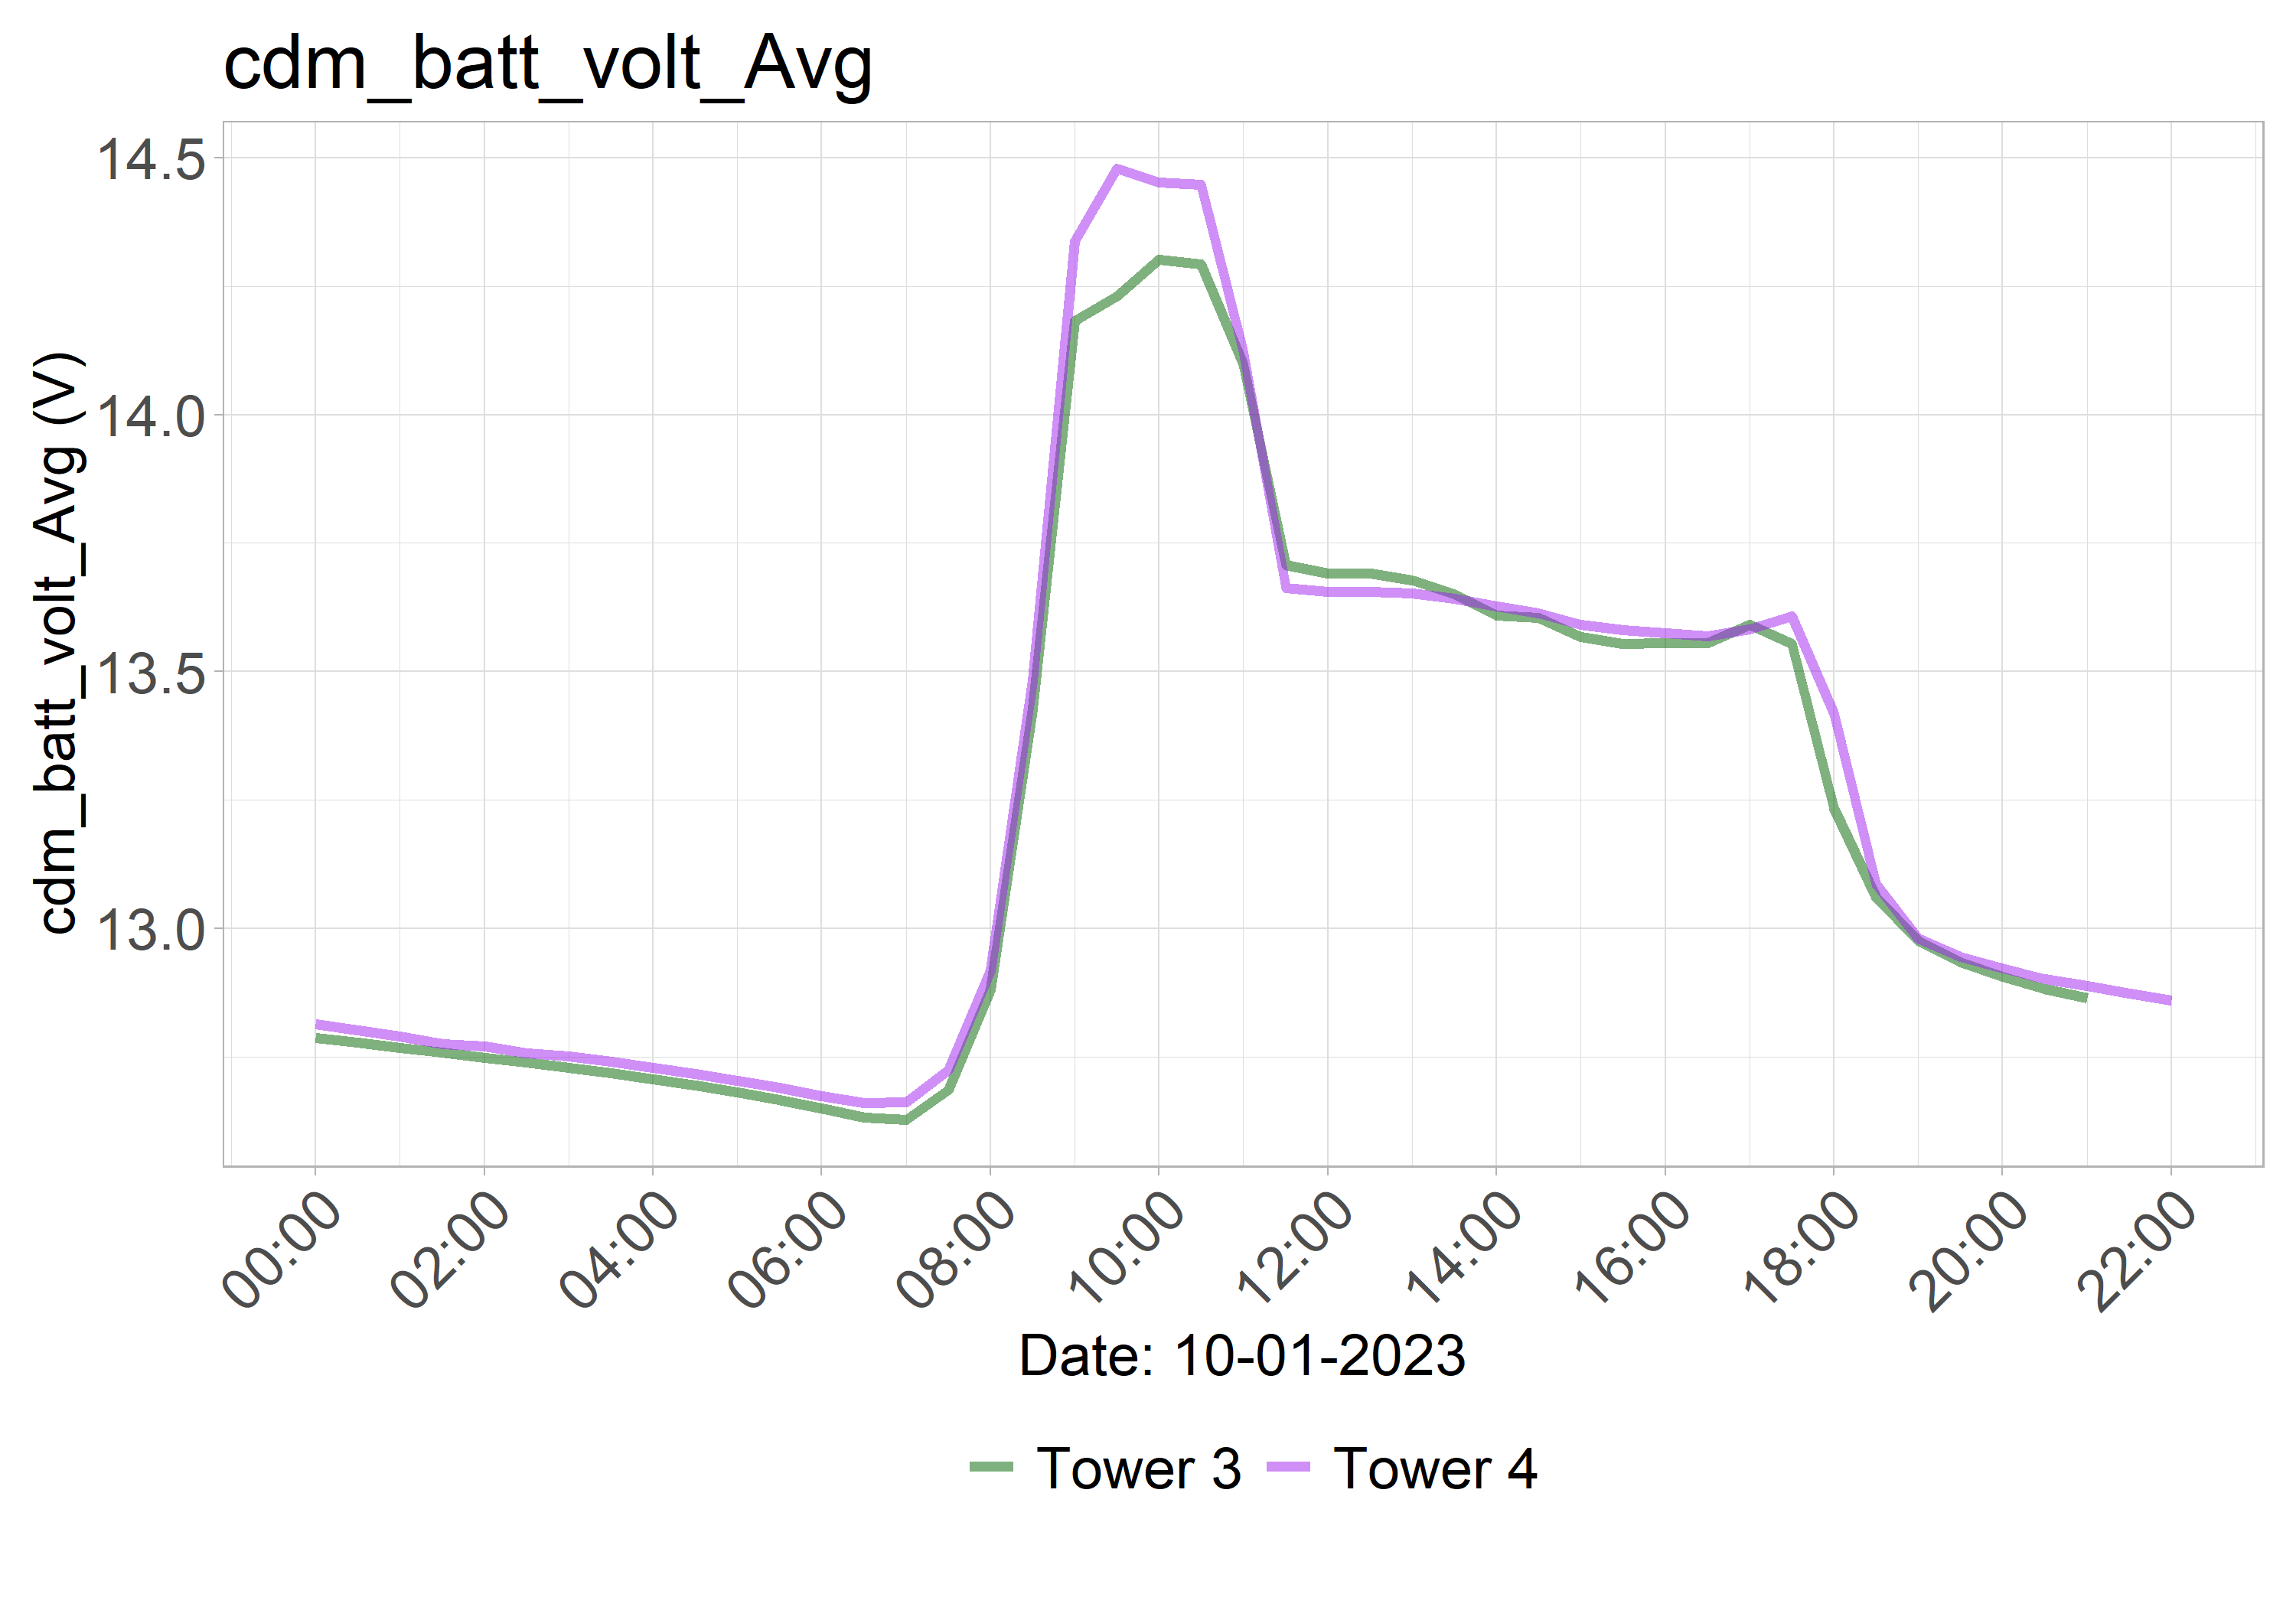 cdm_batt_volt_Avg
cdm_batt_volt_Avg (V)
14.5
14.0
13.5
13.0
00:00 02:00 04:00 06:00 08:00 10:00 12:00 14:00 16:00 18:00 20:00 22:00
Date: 10-01-2023
Tower 3 Tower 4